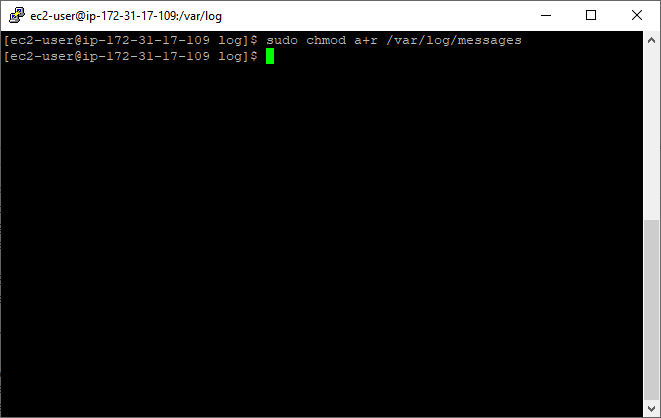 ec2-user@ip-172-31-17-109:/var/log
[ec2-user@ip-172-31-17-109 log]$ sudo chmod a+r /var/log/messages
[ec2-user@ip-172-31-17-109 log]$